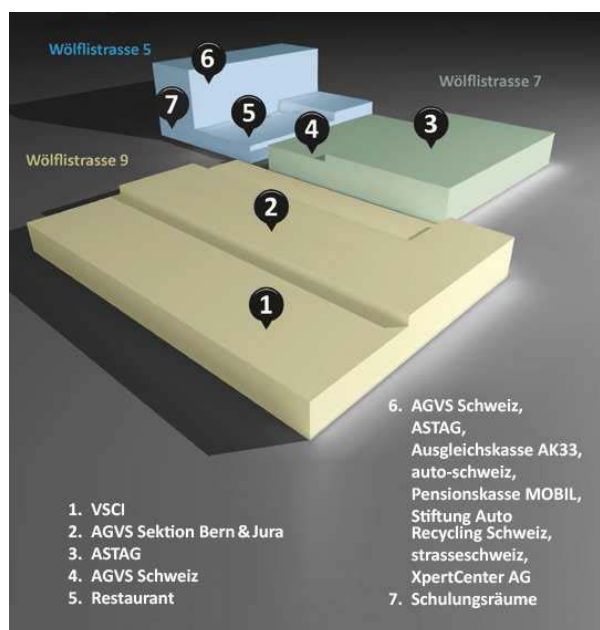 Wölflistrasse 5
6
Wölflistrasse 7
7
5
4
3
Wölflistrasse 9
2
1
1. VSCI
2. AGVS Sektion Bern & Jura
3. ASTAG
4. AGVS Schweiz
5. Restaurant
6. AGVS Schweiz,
ASTAG,
Ausgleichskasse AK33,
auto-schweiz,
Pensionskasse MOBIL,
Stiftung Auto
Recycling Schweiz,
strasseschweiz,
XpertCenter AG
7. Schulungsräume